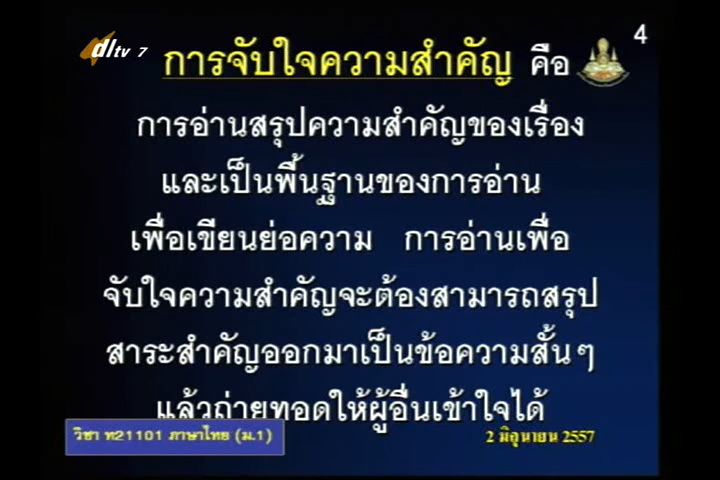 dltv 7
4
การจับใจความสำคัญ คือ
การอ่านสรุปความสำคัญของเรื่อง
และเป็นพื้นฐานของการอ่าน
เพื่อเขียนย่อความ การอ่านเพื่อ
จับใจความสำคัญจะต้องสามารถสรุป
สาระสำคัญออกมาเป็นข้อความสั้นๆ
แล้วถ่ายทอดให้ผู้อื่นเข้าใจได้
วิชา ท21101 ภาษาไทย (ม.1)
2 มิถุนายน 2557